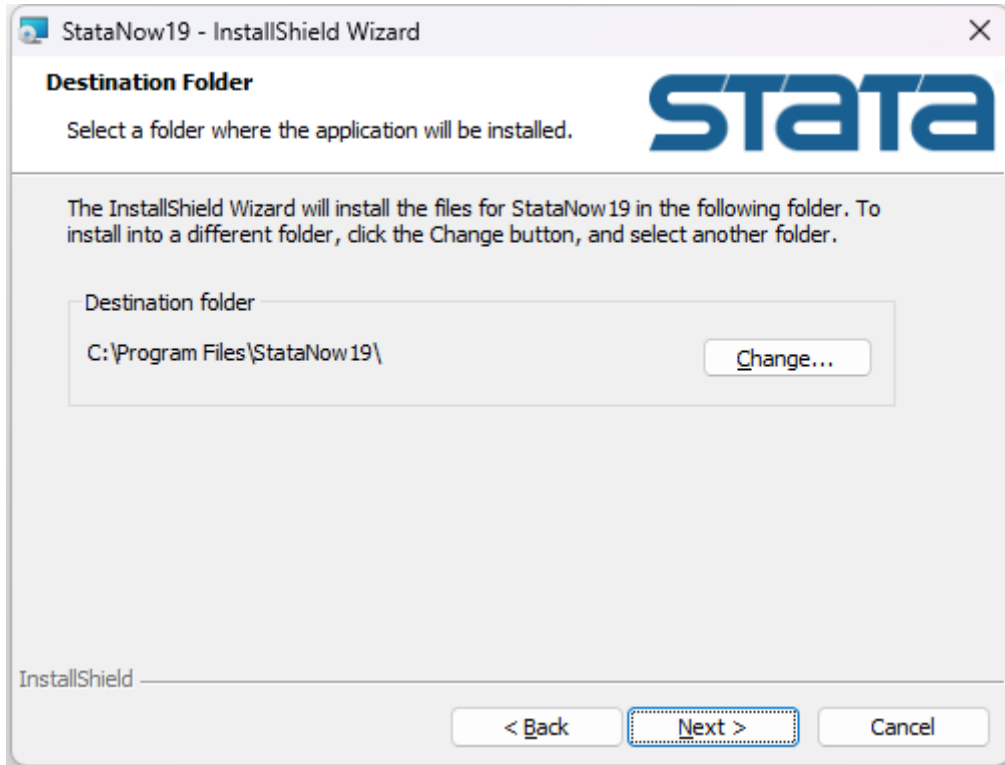 StataNow19 - InstallShield Wizard
Destination Folder
Select a folder where the application will be installed.
STATA
The InstallShield Wizard will install the files for StataNow19 in the following folder. To
install into a different folder, click the Change button, and select another folder.
Destination folder
C:\Program Files\StataNow19\
Change...
InstallShield
< Back
Next >
Cancel